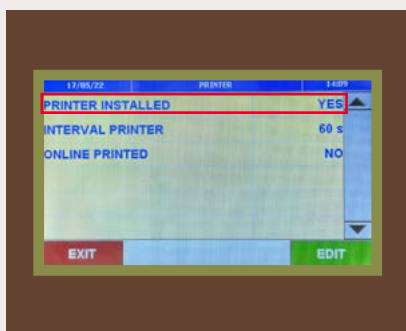 17/05/22 PRINTER 14:09
PRINTER INSTALLED YES
INTERVAL PRINTER 60 s
ONLINE PRINTED NO
EXIT EDIT